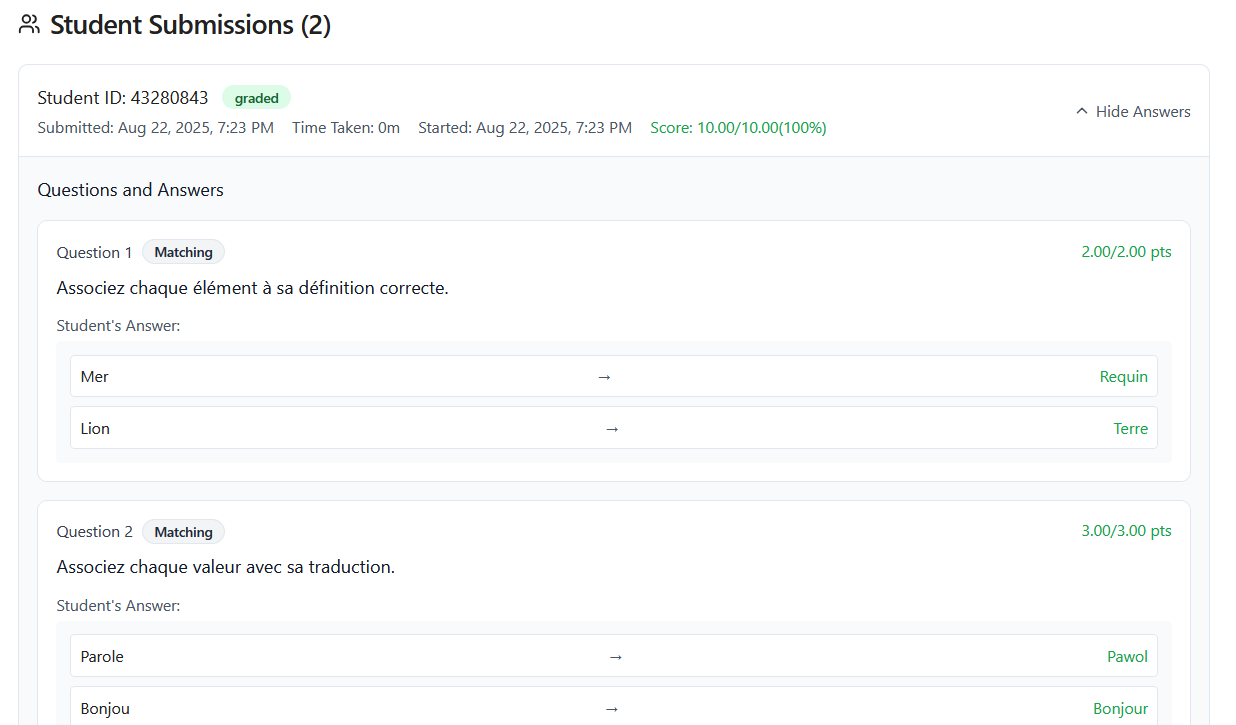 Student Submissions (2)
Student ID: 43280843 graded
Submitted: Aug 22, 2025, 7:23 PM Time Taken: 0m Started: Aug 22, 2025, 7:23 PM Score: 10.00/10.00(100%)
Hide Answers
Questions and Answers
Question 1 Matching 2.00/2.00 pts
Associez chaque élément à sa définition correcte.
Student's Answer:
Mer → Requin
Lion → Terre
Question 2 Matching 3.00/3.00 pts
Associez chaque valeur avec sa traduction.
Student's Answer:
Parole → Pawol
Bonjou → Bonjour